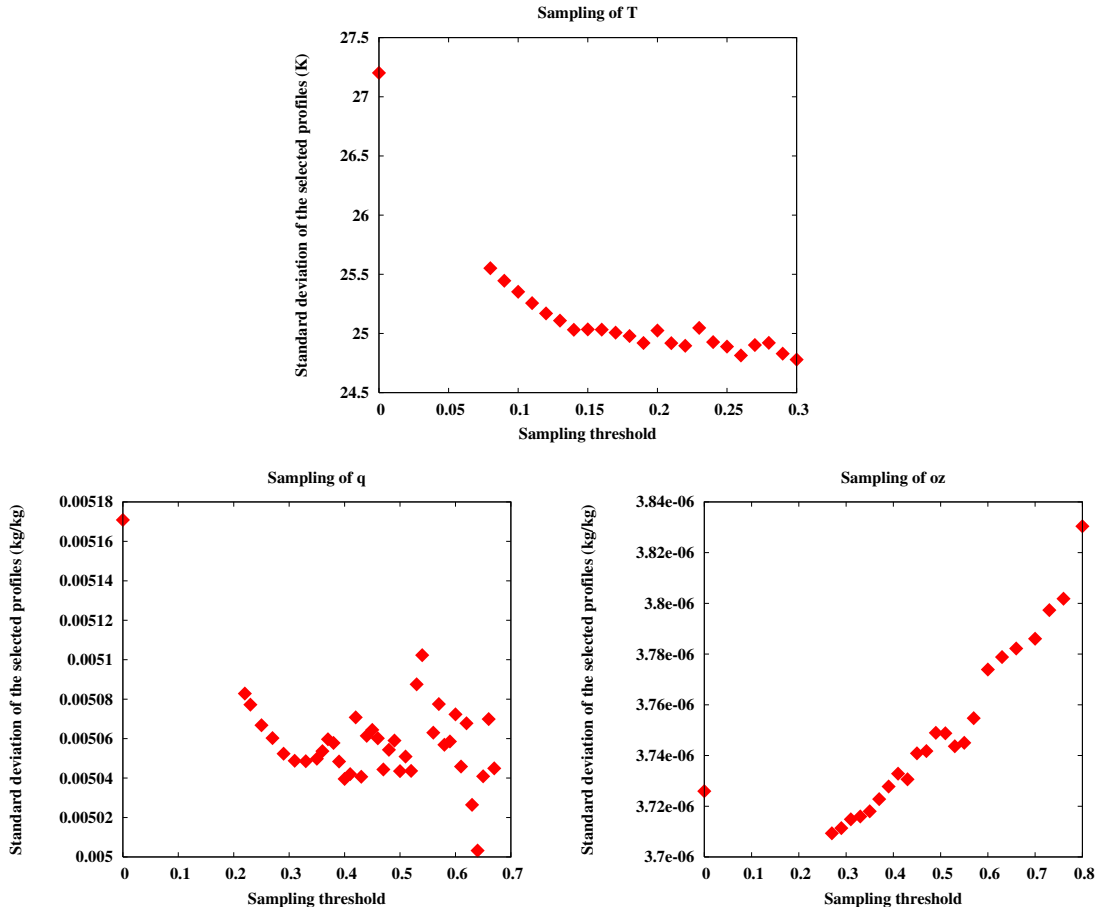 Sampling of T
Standard deviation of the selected profiles (K)
27.5
27
26.5
26
25.5
25
24.5
0 0.05 0.1 0.15 0.2 0.25 0.3
Sampling threshold
Sampling of q
Standard deviation of the selected profiles (kg/kg)
0.00518
0.00516
0.00514
0.00512
0.0051
0.00508
0.00506
0.00504
0.00502
0.005
0 0.1 0.2 0.3 0.4 0.5 0.6 0.7
Sampling threshold
Sampling of oz
Standard deviation of the selected profiles (kg/kg)
3.84e-06
3.82e-06
3.8e-06
3.78e-06
3.76e-06
3.74e-06
3.72e-06
3.7e-06
0 0.1 0.2 0.3 0.4 0.5 0.6 0.7 0.8
Sampling threshold